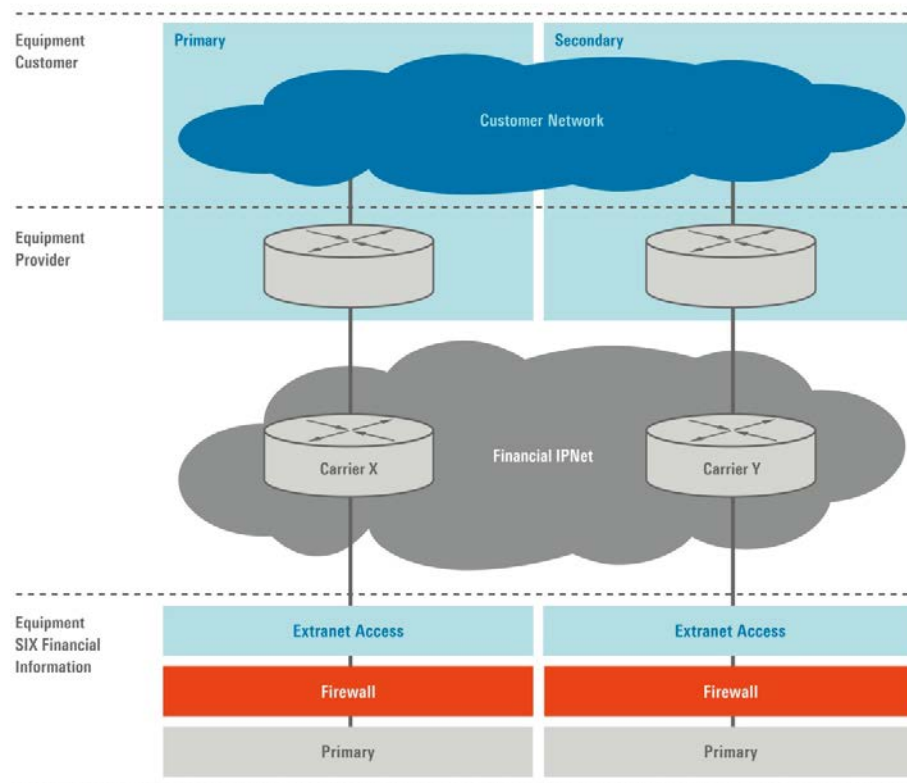 Equipment
Customer
Primary
Secondary
Customer Network
Equipment
Provider
Carrier X
Financial IPNet
Carrier Y
Equipment
SIX Financial
Information
Extranet Access
Extranet Access
Firewall
Firewall
Primary
Primary